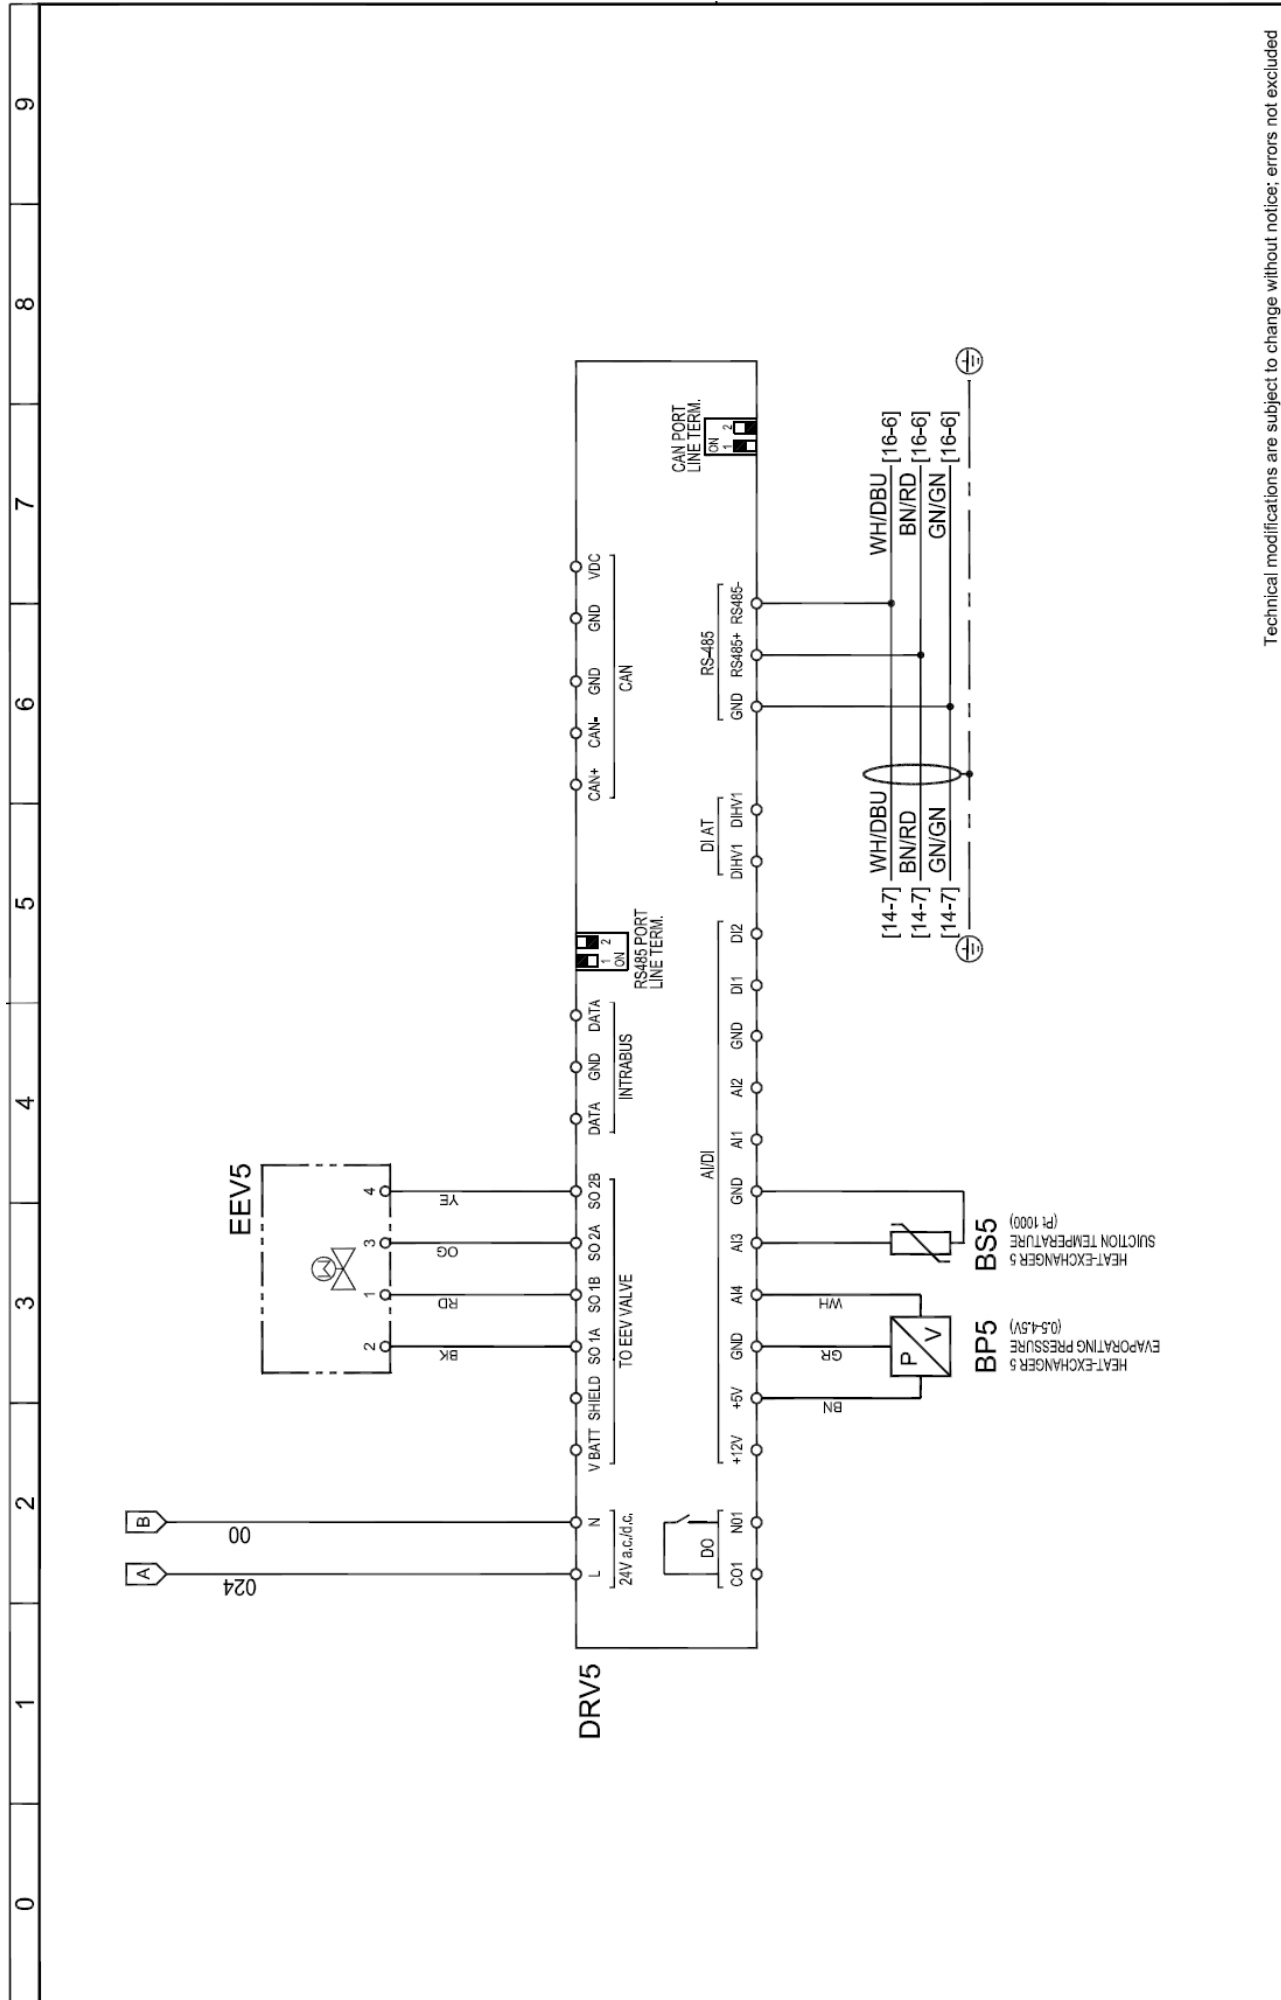 0
1
2
3
4
5
6
7
8
9
A
B
024
00
EEV5
2
1
3
4
M
BK
RD
OG
YE
DRV5
L
N
V BATT
SHIELD
SO 1A
SO 1B
SO 2A
SO 2B
DATA
GND
DATA
CAN+
CAN-
GND
GND
VDC
24V a.c./d.c.
TO EEV VALVE
INTRABUS
1
2
ON
RS485 PORT
LINE TERM.
CAN
CAN PORT
LINE TERM.
ON
1
2
DO
AI/DI
DI AT
RS-485
CO1
N01
+12V
+5V
GND
AI4
AI3
GND
AI1
AI2
GND
DI1
DI2
DIHV1
DIHV1
GND
RS485+
RS485-
BN
GR
WH
P
V
BP5
HEAT-EXCHANGER 5
EVAPORATING PRESSURE
(0.5-4.5V)
BS5
HEAT-EXCHANGER 5
SUICTION TEMPERATURE
(Pt 1000)
[14-7] WH/DBU
WH/DBU [16-6]
[14-7] BN/RD
BN/RD [16-6]
[14-7] GN/GN
GN/GN [16-6]
Technical modifications are subject to change without notice; errors not excluded